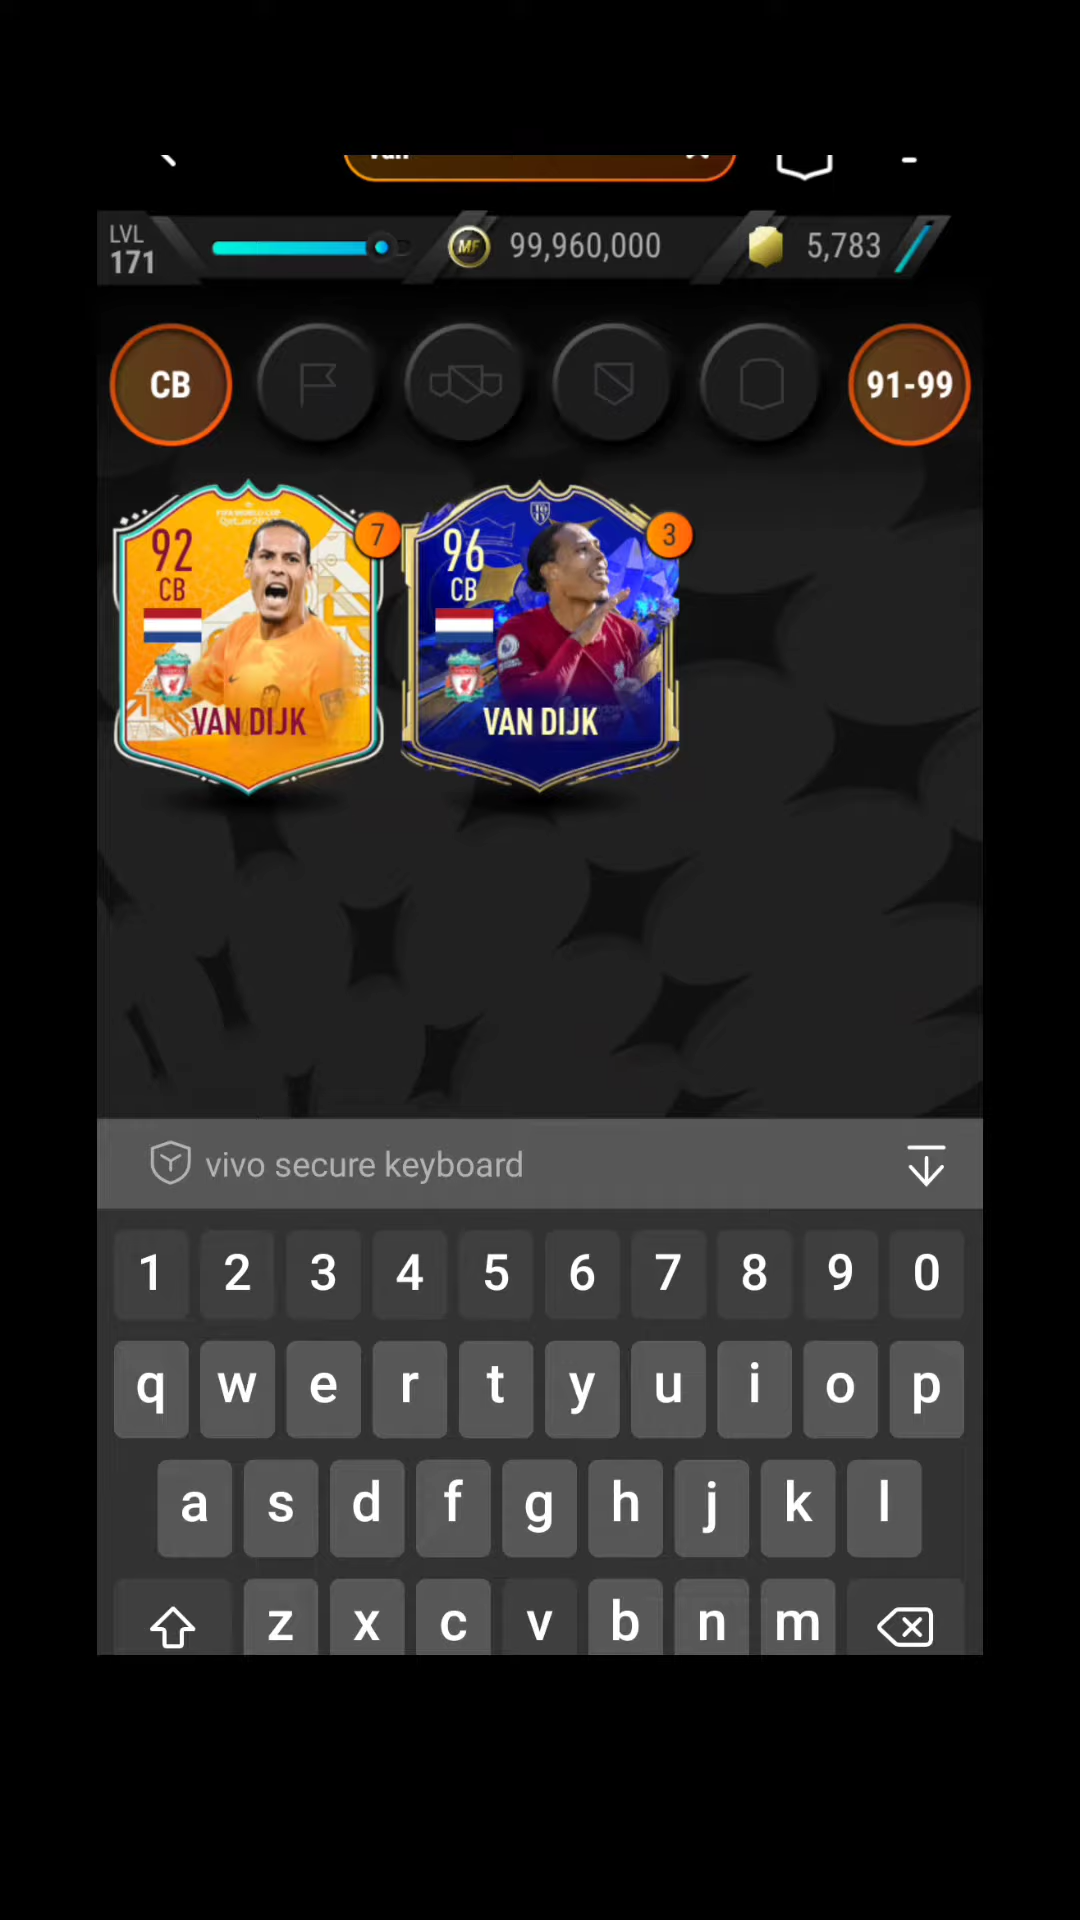 LVL
171
99,960,000
5,783
CB
91-99
92
CB
VAN DIJK
7
96
CB
VAN DIJK
3
vivo secure keyboard
1 2 3 4 5 6 7 8 9 0
q w e r t y u i o p
a s d f g h j k l
z x c v b n m